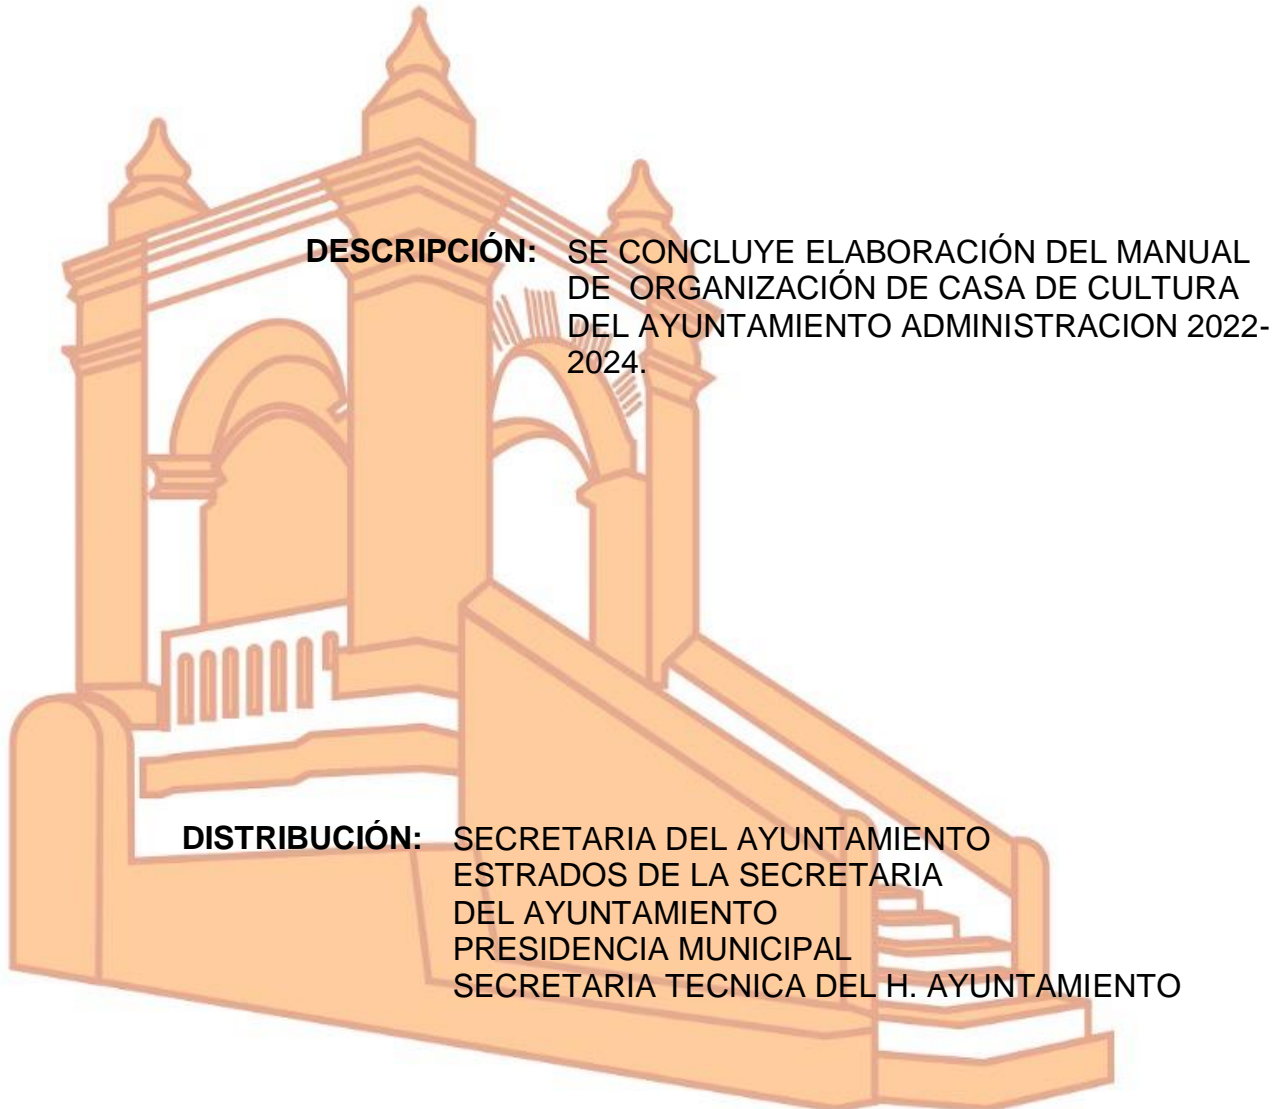 DESCRIPCIÓN: SE CONCLUYE ELABORACIÓN DEL MANUAL
DE ORGANIZACIÓN DE CASA DE CULTURA
DEL AYUNTAMIENTO ADMINISTRACION 2022-
2024.
DISTRIBUCIÓN: SECRETARIA DEL AYUNTAMIENTO
ESTRADOS DE LA SECRETARIA
DEL AYUNTAMIENTO
PRESIDENCIA MUNICIPAL
SECRETARIA TECNICA DEL H. AYUNTAMIENTO